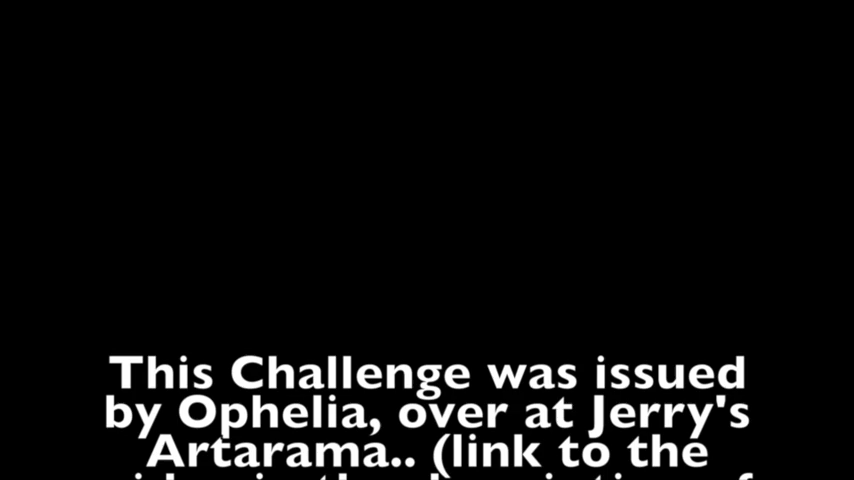 This Challenge was issued
by Ophelia, over at Jerry's
Artarama.. (link to the